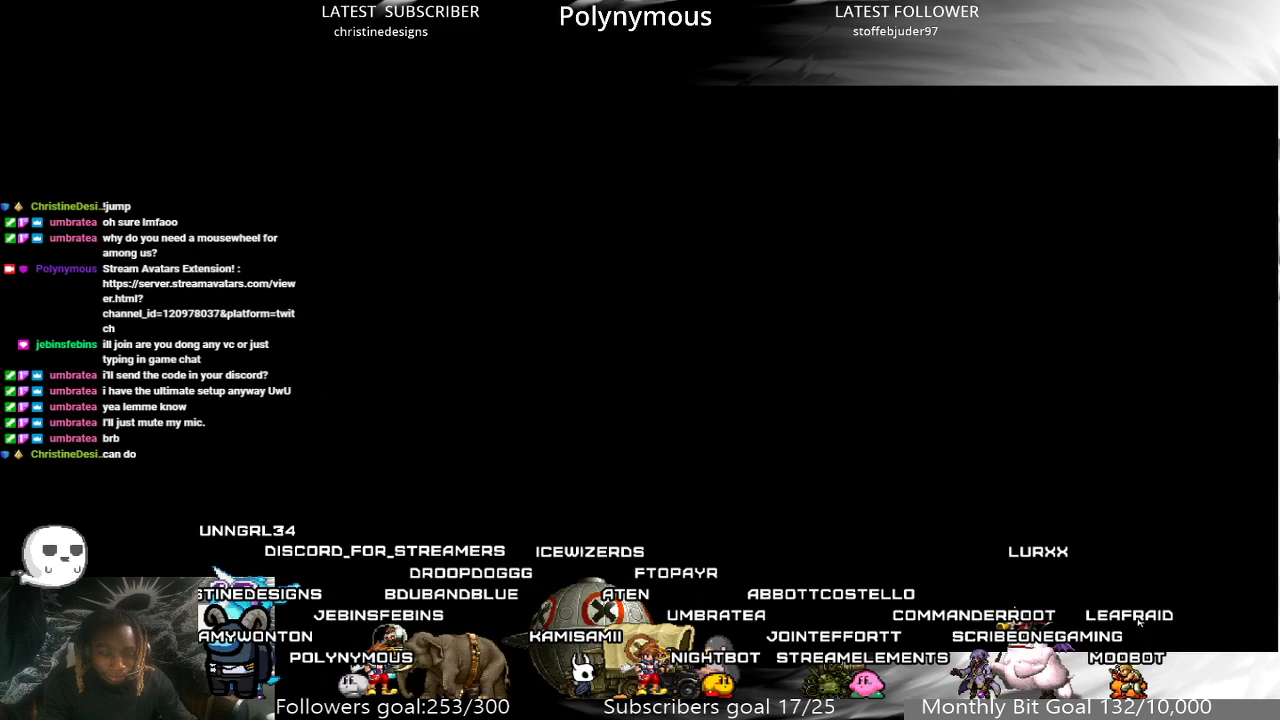 LATEST SUBSCRIBER
christinedesigns
Polynymous
LATEST FOLLOWER
stoffebjuder97
ChristineDesi.. !jump
umbratea oh sure lmfaoo
umbratea why do you need a mousewheel for
among us?
Polynymous Stream Avatars Extension! :
https://server.streamavatars.com/view
er.html?
channel_id=120978037&platform=twit
ch
jebinsfebins ill join are you dong any vc or just
typing in game chat
umbratea i'll send the code in your discord?
umbratea i have the ultimate setup anyway UwU
umbratea yea lemme know
umbratea I'll just mute my mic.
umbratea brb
ChristineDesi.. can do
UNNGRL34
DISCORD_FOR_STREAMERS ICEWIZERDS LURXX
DROOPDOGGG FTOPAYR
STINEDESIGNS BDUBANDBLUE ATEN ABBOTTCOSTELLO
JEBINSFEBINS UMBRATEA COMMANDERROOT LEAFRAID
AMYWONTON KAMISAMII JOINTEFFORTT SCRIBEONEGAMING
POLYNYMOUS NIGHTBOT STREAMELEMENTS MOOBOT
Followers goal:253/300
Subscribers goal 17/25
Monthly Bit Goal 132/10,000